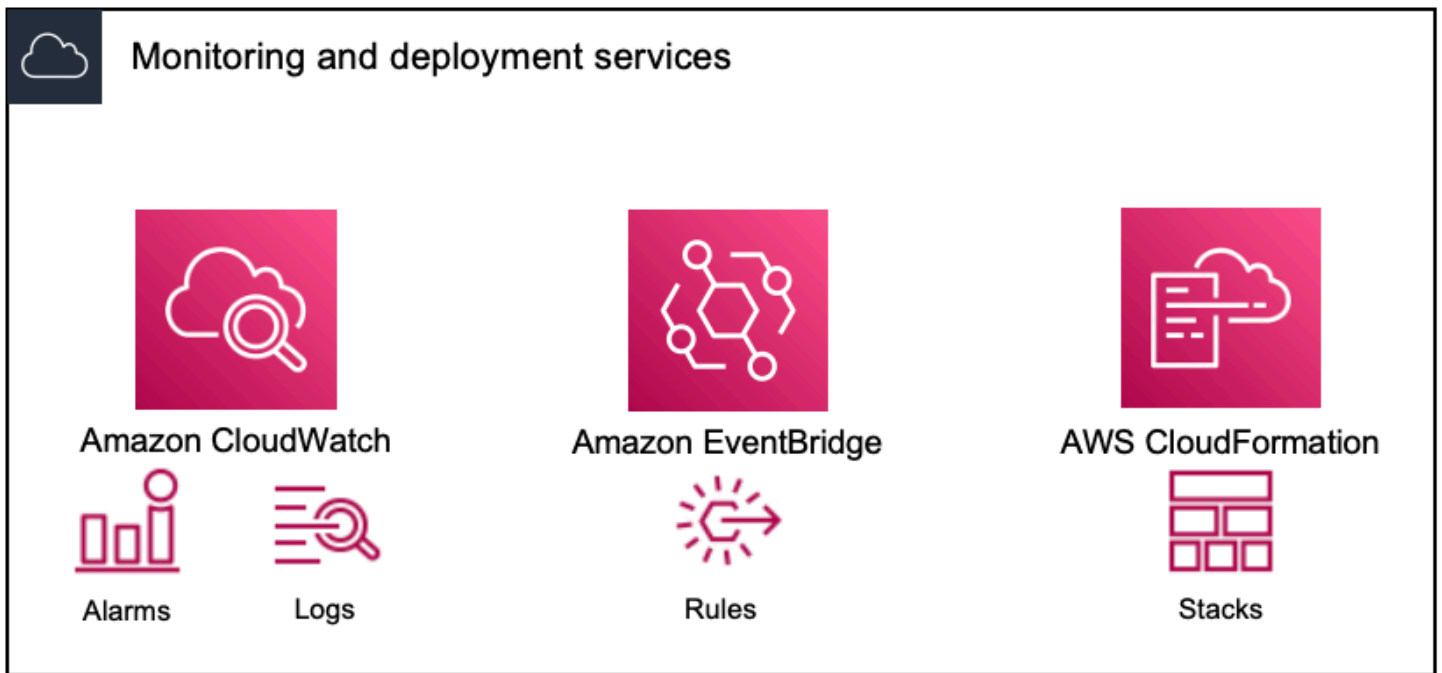 Monitoring and deployment services
Amazon CloudWatch
Amazon EventBridge
AWS CloudFormation
Alarms
Logs
Rules
Stacks